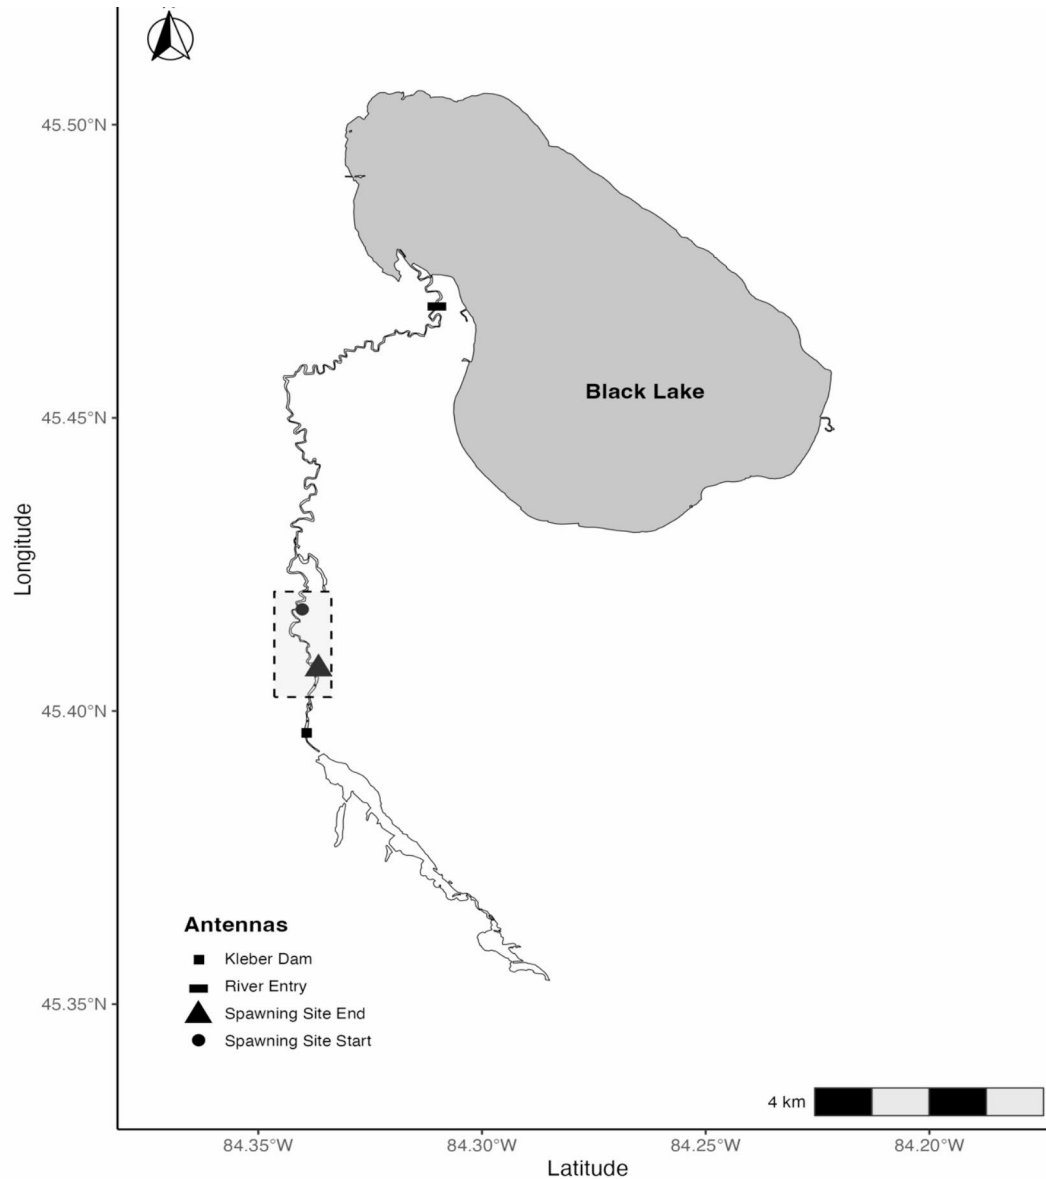 45.50°N
Black Lake
45.45°N
Longitude
45.40°N
Antennas
Kleber Dam
River Entry
45.35°N
Spawning Site End
Spawning Site Start
4 km
84.35°W 84.30°W 84.25°W 84.20°W
Latitude